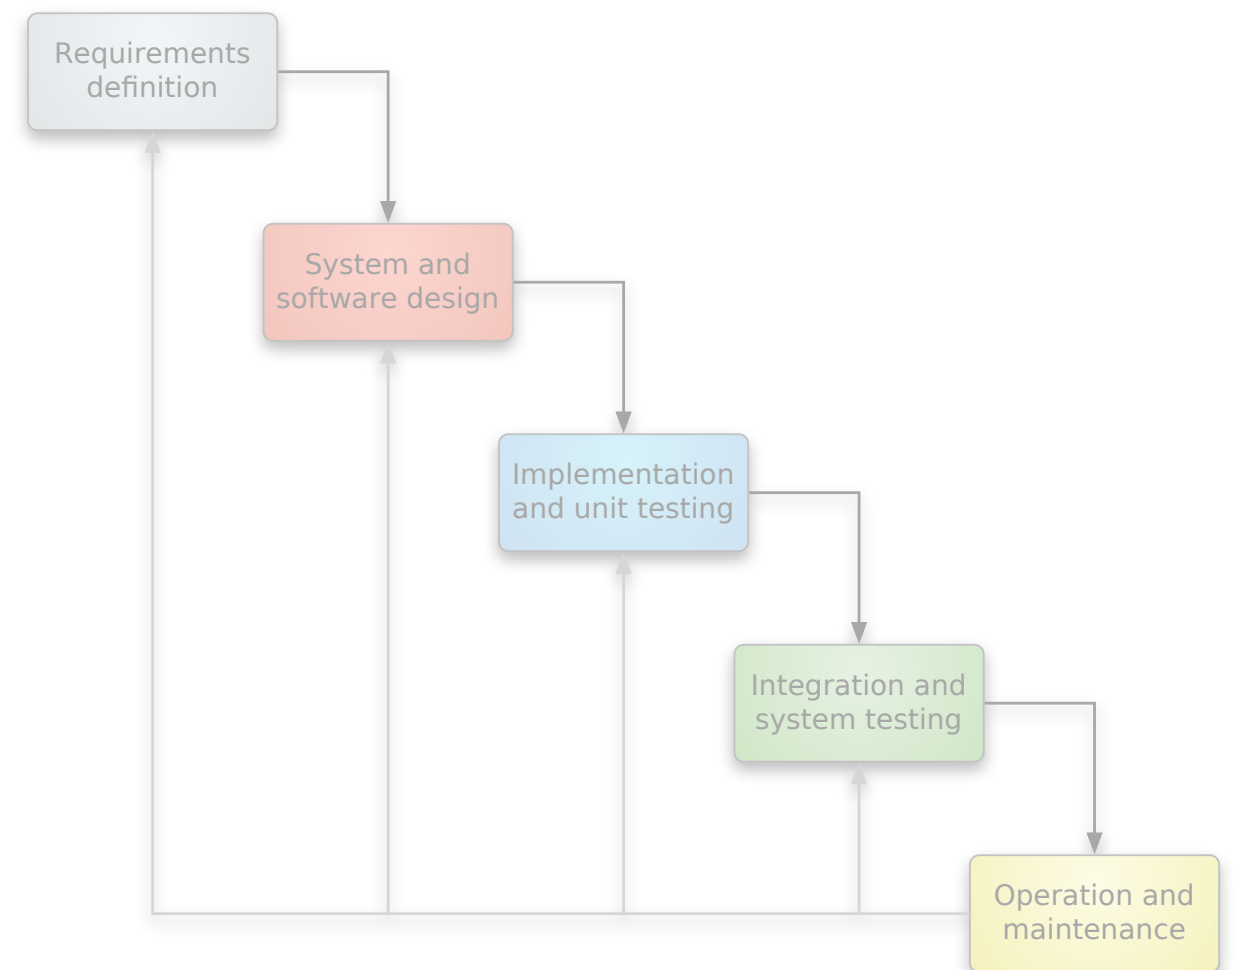 Requirements
definition
System and
software design
Implementation
and unit testing
Integration and
system testing
Operation and
maintenance